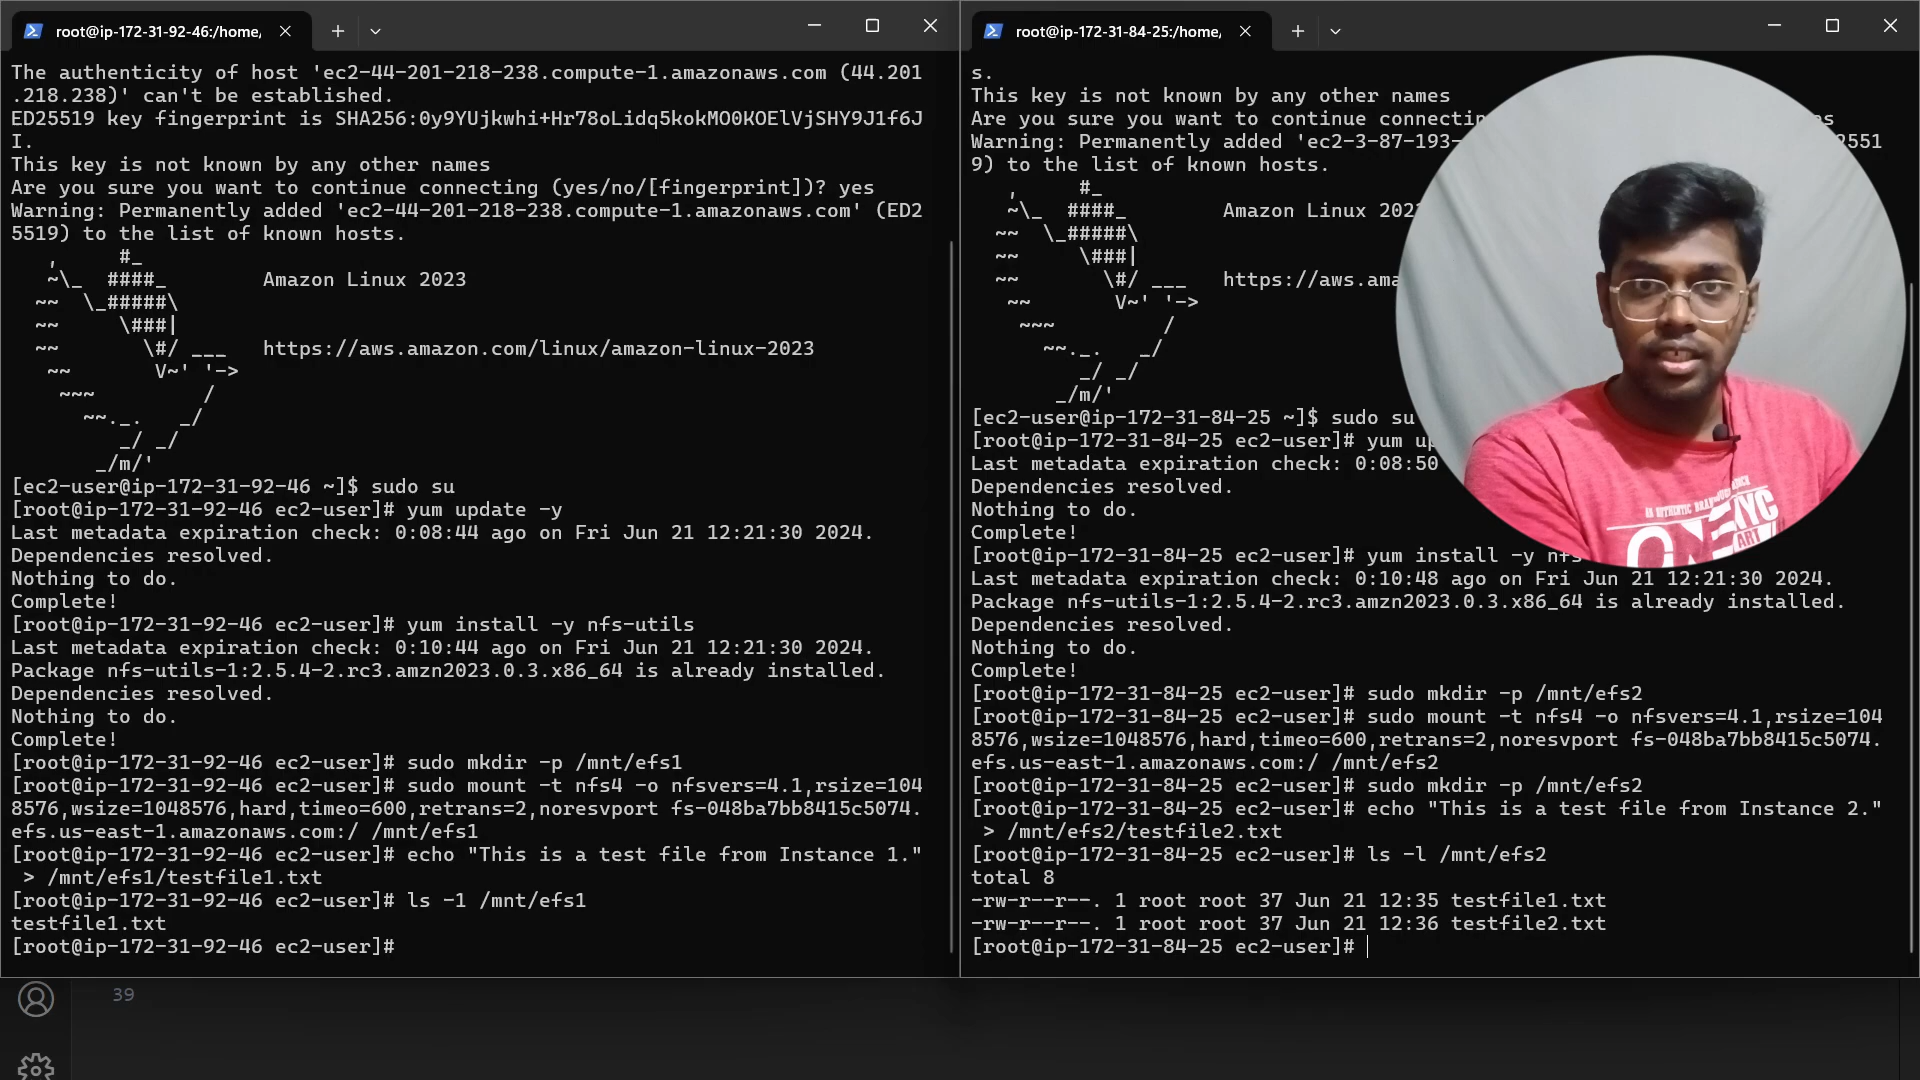 root@ip-172-31-92-46:/home,
The authenticity of host 'ec2-44-201-218-238.compute-1.amazonaws.com (44.201
.218.238)' can't be established.
ED25519 key fingerprint is SHA256:0y9YUjkwhi+Hr78oLidq5kokMO0KOElVjSHY9J1f6J
I.
This key is not known by any other names
Are you sure you want to continue connecting (yes/no/[fingerprint])? yes
Warning: Permanently added 'ec2-44-201-218-238.compute-1.amazonaws.com' (ED2
5519) to the list of known hosts.
   ,     #_
   ~\_  ####_        Amazon Linux 2023
  ~~  \_#####\
  ~~     \###|
  ~~       \#/ ___   https://aws.amazon.com/linux/amazon-linux-2023
   ~~       V~' '->
    ~~~         /
      ~~._.   _/
         _/ _/
       _/m/'
[ec2-user@ip-172-31-92-46 ~]$ sudo su
[root@ip-172-31-92-46 ec2-user]# yum update -y
Last metadata expiration check: 0:08:44 ago on Fri Jun 21 12:21:30 2024.
Dependencies resolved.
Nothing to do.
Complete!
[root@ip-172-31-92-46 ec2-user]# yum install -y nfs-utils
Last metadata expiration check: 0:10:44 ago on Fri Jun 21 12:21:30 2024.
Package nfs-utils-1:2.5.4-2.rc3.amzn2023.0.3.x86_64 is already installed.
Dependencies resolved.
Nothing to do.
Complete!
[root@ip-172-31-92-46 ec2-user]# sudo mkdir -p /mnt/efs1
[root@ip-172-31-92-46 ec2-user]# sudo mount -t nfs4 -o nfsvers=4.1,rsize=104
8576,wsize=1048576,hard,timeo=600,retrans=2,noresvport fs-048ba7bb8415c5074.
efs.us-east-1.amazonaws.com:/ /mnt/efs1
[root@ip-172-31-92-46 ec2-user]# echo "This is a test file from Instance 1."
 > /mnt/efs1/testfile1.txt
[root@ip-172-31-92-46 ec2-user]# ls -1 /mnt/efs1
testfile1.txt
[root@ip-172-31-92-46 ec2-user]#
39
root@ip-172-31-84-25:/home,
s.
This key is not known by any other names
Are you sure you want to continue connectin
Warning: Permanently added 'ec2-3-87-193- 2551
9) to the list of known hosts.
   ,     #_
   ~\_  ####_        Amazon Linux 202
  ~~  \_#####\
  ~~     \###|
  ~~       \#/ ___   https://aws.ama
   ~~       V~' '->
    ~~~         /
      ~~._.   _/
         _/ _/
       _/m/'
[ec2-user@ip-172-31-84-25 ~]$ sudo su
[root@ip-172-31-84-25 ec2-user]# yum up
Last metadata expiration check: 0:08:50
Dependencies resolved.
Nothing to do.
Complete!
[root@ip-172-31-84-25 ec2-user]# yum install -y nfs
Last metadata expiration check: 0:10:48 ago on Fri Jun 21 12:21:30 2024.
Package nfs-utils-1:2.5.4-2.rc3.amzn2023.0.3.x86_64 is already installed.
Dependencies resolved.
Nothing to do.
Complete!
[root@ip-172-31-84-25 ec2-user]# sudo mkdir -p /mnt/efs2
[root@ip-172-31-84-25 ec2-user]# sudo mount -t nfs4 -o nfsvers=4.1,rsize=104
8576,wsize=1048576,hard,timeo=600,retrans=2,noresvport fs-048ba7bb8415c5074.
efs.us-east-1.amazonaws.com:/ /mnt/efs2
[root@ip-172-31-84-25 ec2-user]# sudo mkdir -p /mnt/efs2
[root@ip-172-31-84-25 ec2-user]# echo "This is a test file from Instance 2."
 > /mnt/efs2/testfile2.txt
[root@ip-172-31-84-25 ec2-user]# ls -l /mnt/efs2
total 8
-rw-r--r--. 1 root root 37 Jun 21 12:35 testfile1.txt
-rw-r--r--. 1 root root 37 Jun 21 12:36 testfile2.txt
[root@ip-172-31-84-25 ec2-user]#
NYC
ART